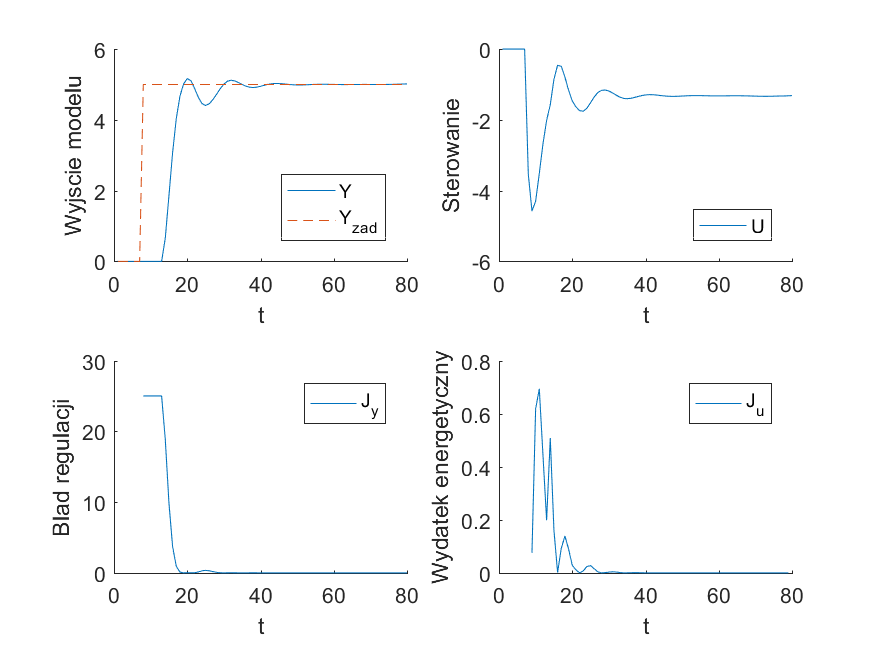 Wyjscie modelu
6
4
2
0
Y
Y_zad
0 20 40 60 80
t
Sterowanie
0
-2
-4
-6
U
0 20 40 60 80
t
Blad regulacji
30
20
10
0
J_y
0 20 40 60 80
t
Wydatek energetyczny
0.8
0.6
0.4
0.2
0
J_u
0 20 40 60 80
t